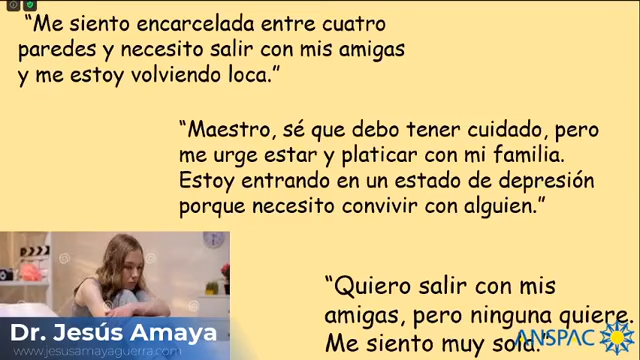 “Me siento encarcelada entre cuatro
paredes y necesito salir con mis amigas
y me estoy volviendo loca.”
“Maestro, sé que debo tener cuidado, pero
me urge estar y platicar con mi familia.
Estoy entrando en un estado de depresión
porque necesito convivir con alguien.”
“Quiero salir con mis
amigas, pero ninguna quiere.
Me siento muy sola.”
Dr. Jesús Amaya
www.jesusamayaguerra.com
ANSPAC